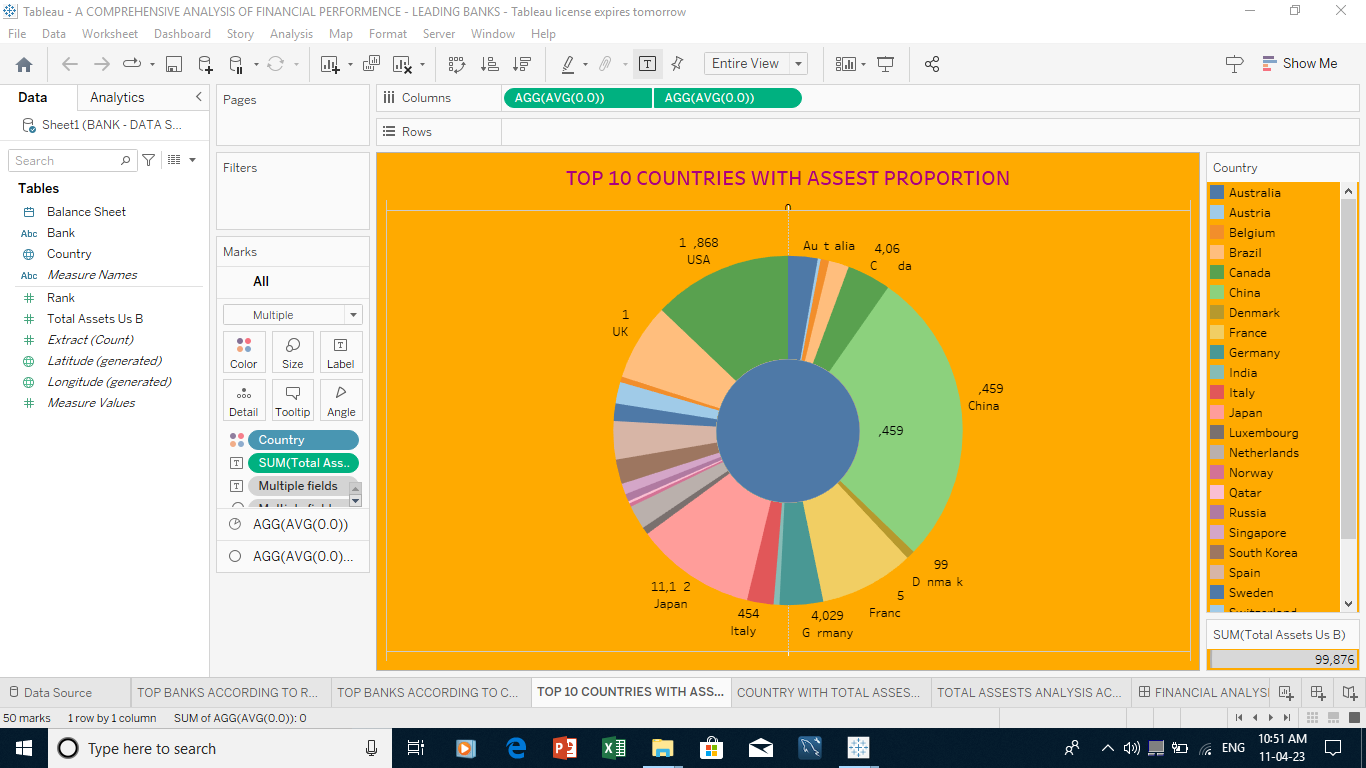 Tableau - A COMPREHENSIVE ANALYSIS OF FINANCIAL PERFORMENCE - LEADING BANKS - Tableau license expires tomorrow
File Data Worksheet Dashboard Story Analysis Map Format Server Window Help
Entire View
Show Me
Data Analytics
Sheet1 (BANK - DATA S...
Search
Tables
Balance Sheet
Abc Bank
Country
Abc Measure Names
Rank
Total Assets Us B
Extract (Count)
Latitude (generated)
Longitude (generated)
Measure Values
Pages
Filters
Marks
All
Multiple
Color Size Label
Detail Tooltip Angle
Country
SUM(Total Ass..
Multiple fields
AGG(AVG(0.0))
AGG(AVG(0.0)...
Columns AGG(AVG(0.0)) AGG(AVG(0.0))
Rows
TOP 10 COUNTRIES WITH ASSEST PROPORTION
0
1 ,868
USA
Au t alia
4,06
C da
1
UK
,459
China
,459
99
D nma k
5
Franc
4,029
G rmany
454
Italy
11,1 2
Japan
Country
Australia
Austria
Belgium
Brazil
Canada
China
Denmark
France
Germany
India
Italy
Japan
Luxembourg
Netherlands
Norway
Qatar
Russia
Singapore
South Korea
Spain
Sweden
Switzerland
SUM(Total Assets Us B)
99,876
Data Source TOP BANKS ACCORDING TO R... TOP BANKS ACCORDING TO C... TOP 10 COUNTRIES WITH ASS... COUNTRY WITH TOTAL ASSES... TOTAL ASSESTS ANALYSIS AC... FINANCIAL ANALYSI
50 marks 1 row by 1 column SUM of AGG(AVG(0.0)): 0
Type here to search
ENG
10:51 AM
11-04-23